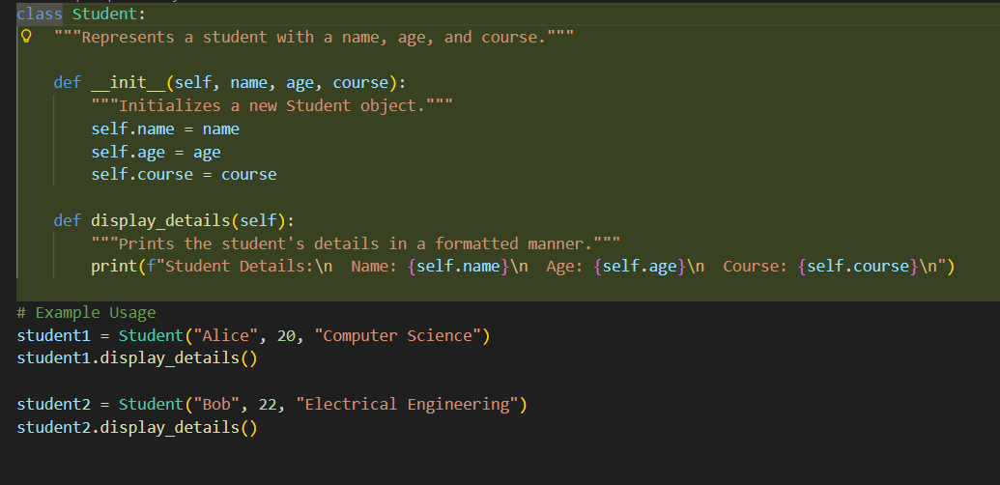 class Student:
    """Represents a student with a name, age, and course."""

    def __init__(self, name, age, course):
        """Initializes a new Student object."""
        self.name = name
        self.age = age
        self.course = course

    def display_details(self):
        """Prints the student's details in a formatted manner."""
        print(f"Student Details:\n  Name: {self.name}\n  Age: {self.age}\n  Course: {self.course}\n")

# Example Usage
student1 = Student("Alice", 20, "Computer Science")
student1.display_details()

student2 = Student("Bob", 22, "Electrical Engineering")
student2.display_details()